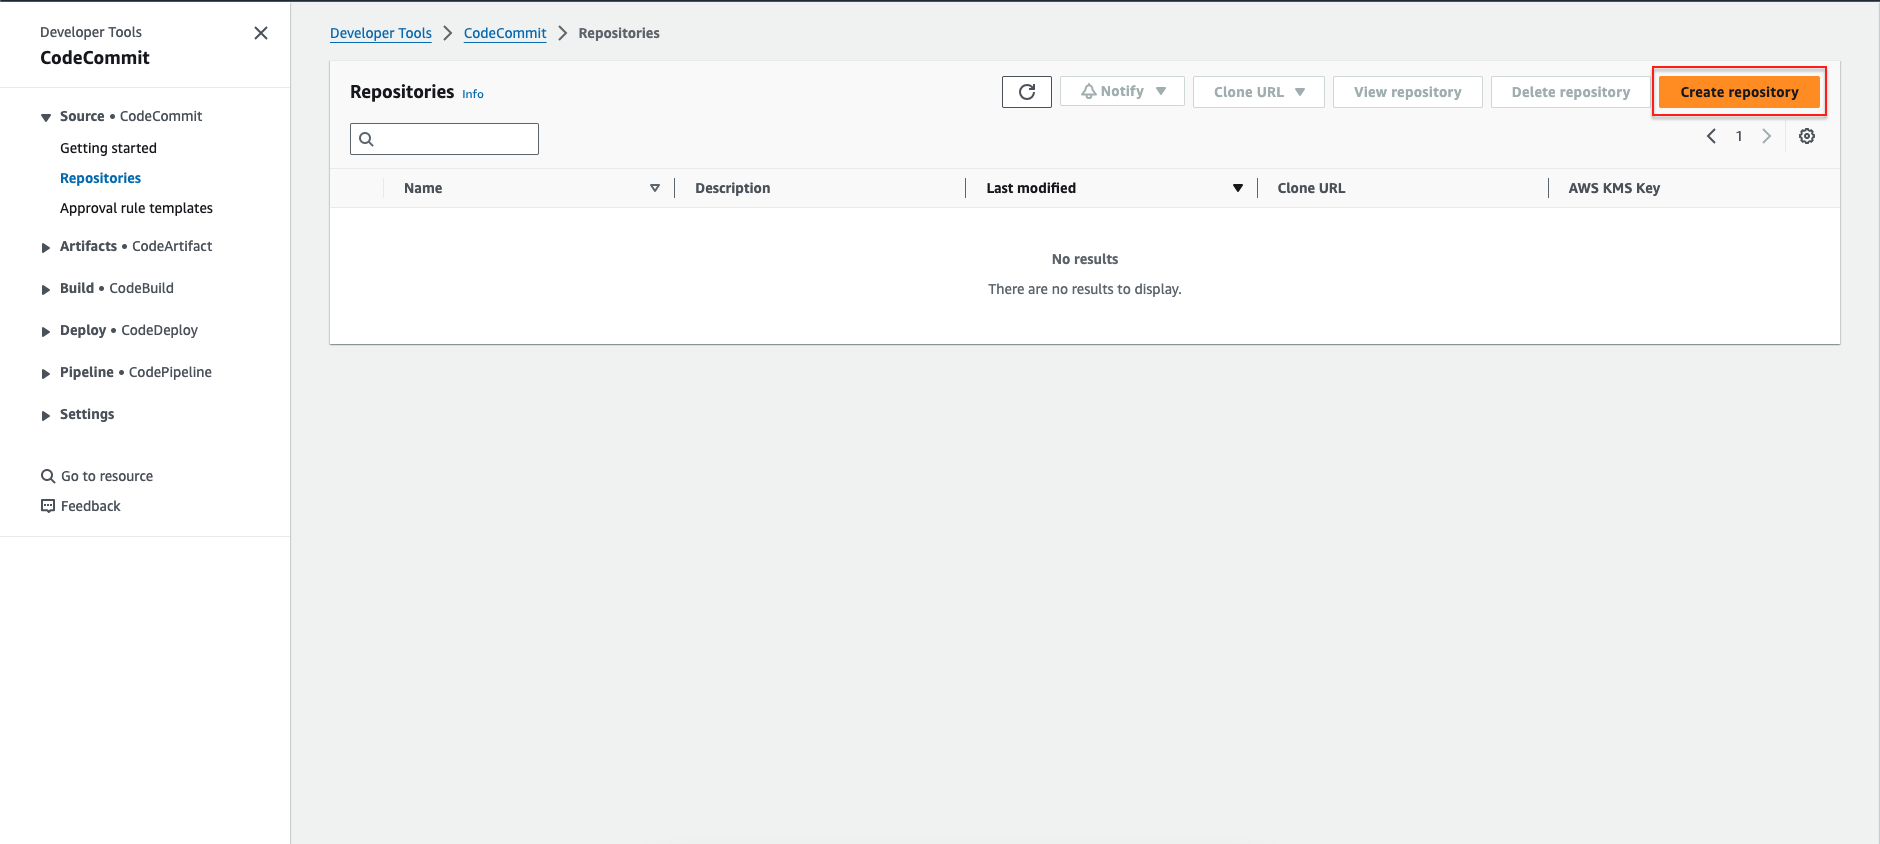 Developer Tools
CodeCommit
Source • CodeCommit
Getting started
Repositories
Approval rule templates
Artifacts • CodeArtifact
Build • CodeBuild
Deploy • CodeDeploy
Pipeline • CodePipeline
Settings
Go to resource
Feedback
Developer Tools > CodeCommit > Repositories
Repositories Info
Notify Clone URL View repository Delete repository Create repository
1
Name Description Last modified Clone URL AWS KMS Key
No results
There are no results to display.